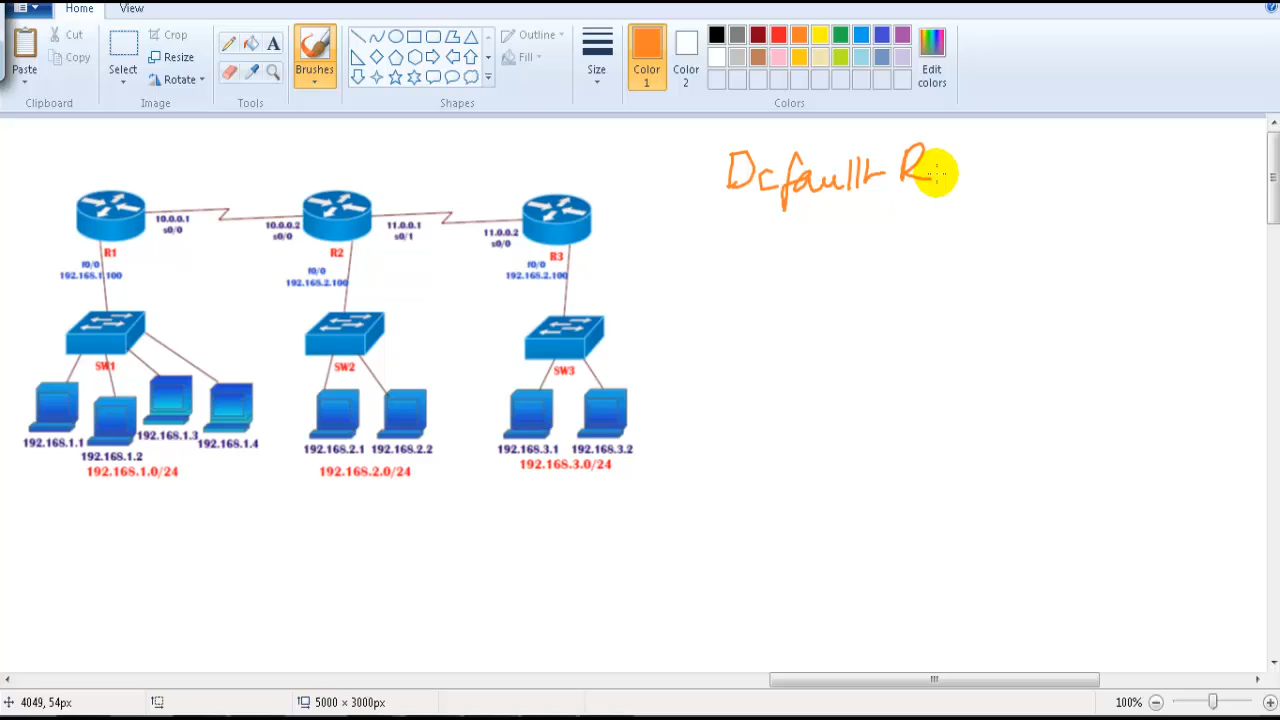 Home View
Paste
Cut
Copy
Clipboard
Select
Crop
Resize
Rotate
Image
Tools
Brushes
Outline
Fill
Shapes
Size
Color 1
Color 2
Edit colors
Colors
Default R
10.0.0.1
s0/0
10.0.0.2
s0/0
11.0.0.1
s0/1
11.0.0.2
s0/0
R1
R2
R3
f0/0
192.168.1.100
f0/0
192.168.2.100
f0/0
192.168.2.100
SW1
SW2
SW3
192.168.1.1
192.168.1.2
192.168.1.3
192.168.1.4
192.168.2.1 192.168.2.2
192.168.3.1 192.168.3.2
192.168.1.0/24
192.168.2.0/24
192.168.3.0/24
4049, 54px
5000 × 3000px
100%